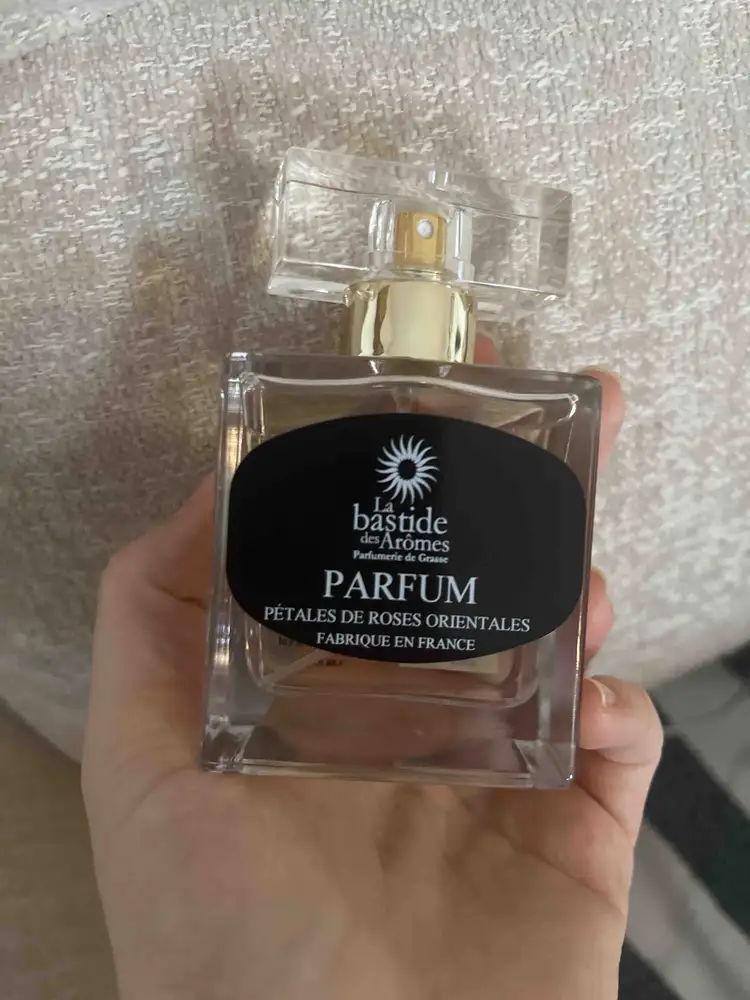 La
bastide
des Arômes
Parfumerie de Grasse
PARFUM
PÉTALES DE ROSES ORIENTALES
FABRIQUE EN FRANCE